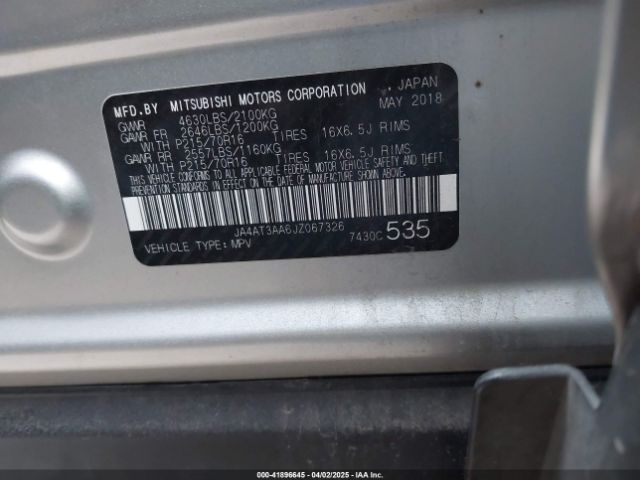 MFD.BY MITSUBISHI MOTORS CORPORATION JAPAN
GVWR 4630LBS/2100KG MAY 2018
GAWR FR 2646LBS/1200KG
WITH P215/70R16 TIRES 16X6.5J RIMS
GAWR RR 2557LBS/1160KG
WITH P215/70R16 TIRES 16X6.5J RIMS
THIS VEHICLE CONFORMS TO ALL APPLICABLE FEDERAL MOTOR VEHICLE SAFETY AND THEFT
PREVENTION STANDARDS IN EFFECT ON THE DATE OF MANUFACTURE SHOWN ABOVE.
JA4AT3AA6JZ067326
VEHICLE TYPE: MPV 7430C 535
00-41896645 - 04/02/2025 - IAA Inc.